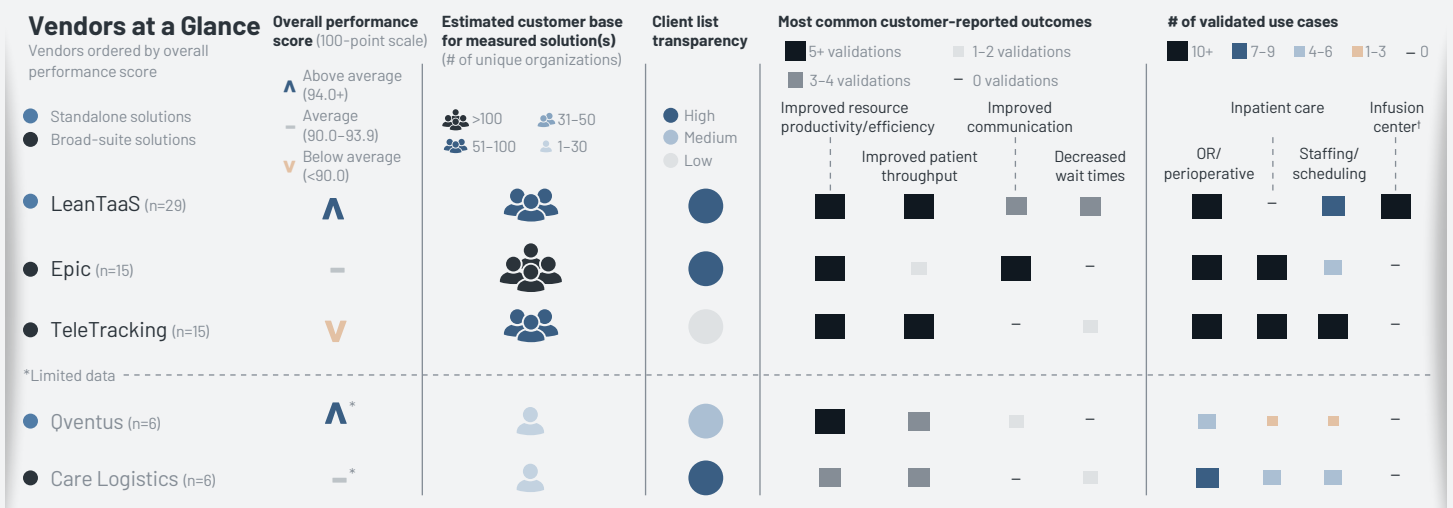 Vendors at a Glance
Vendors ordered by overall
performance score
Standalone solutions
Broad-suite solutions
Overall performance
score (100-point scale)
Above average
(94.0+)
Average
(90.0–93.9)
Below average
(<90.0)
Estimated customer base
for measured solution(s)
(# of unique organizations)
>100
31–50
51–100
1–30
Client list
transparency
High
Medium
Low
Most common customer-reported outcomes
5+ validations
1–2 validations
3–4 validations
– 0 validations
Improved resource
productivity/efficiency
Improved
communication
Improved patient
throughput
Decreased
wait times
# of validated use cases
10+
7–9
4–6
1–3
– 0
Inpatient care
Infusion
center†
OR/
perioperative
Staffing/
scheduling
LeanTaaS (n=29)
–
Epic (n=15)
– –
TeleTracking (n=15)
– –
*Limited data
Qventus (n=6)
*
– –
Care Logistics (n=6)
*
– –